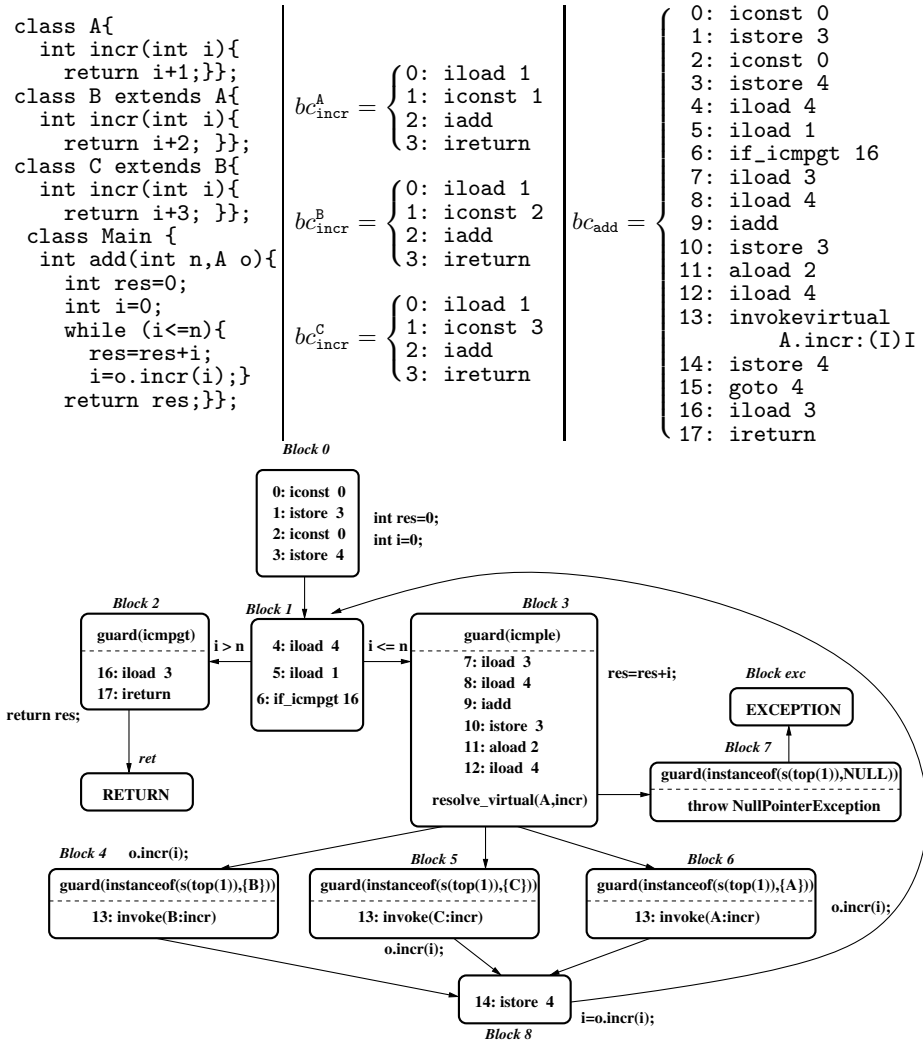 class A{
int incr(int i){
return i+1;}};
class B extends A{
int incr(int i){
return i+2; }};
class C extends B{
int incr(int i){
return i+3; }};
class Main {
int add(int n,A o){
int res=0;
int i=0;
while (i<=n){
res=res+i;
i=o.incr(i);}
return res;}};
bc^A_incr =
0: iload 1
1: iconst 1
2: iadd
3: ireturn
bc^B_incr =
0: iload 1
1: iconst 2
2: iadd
3: ireturn
bc^C_incr =
0: iload 1
1: iconst 3
2: iadd
3: ireturn
bc_add =
0: iconst 0
1: istore 3
2: iconst 0
3: istore 4
4: iload 4
5: iload 1
6: if_icmpgt 16
7: iload 3
8: iload 4
9: iadd
10: istore 3
11: aload 2
12: iload 4
13: invokevirtual
A.incr:(I)I
14: istore 4
15: goto 4
16: iload 3
17: ireturn
Block 0
0: iconst 0
1: istore 3
2: iconst 0
3: istore 4
int res=0;
int i=0;
Block 2
guard(icmpgt)
16: iload 3
17: ireturn
return res;
i > n
Block 1
4: iload 4
5: iload 1
6: if_icmpgt 16
i <= n
Block 3
guard(icmple)
7: iload 3
8: iload 4
9: iadd
10: istore 3
11: aload 2
12: iload 4
resolve_virtual(A,incr)
res=res+i;
Block exc
EXCEPTION
Block 7
guard(instanceof(s(top(1)),NULL))
throw NullPointerException
ret
RETURN
Block 4
o.incr(i);
guard(instanceof(s(top(1)),{B}))
13: invoke(B:incr)
Block 5
guard(instanceof(s(top(1)),{C}))
13: invoke(C:incr)
o.incr(i);
Block 6
guard(instanceof(s(top(1)),{A}))
13: invoke(A:incr)
o.incr(i);
14: istore 4
i=o.incr(i);
Block 8